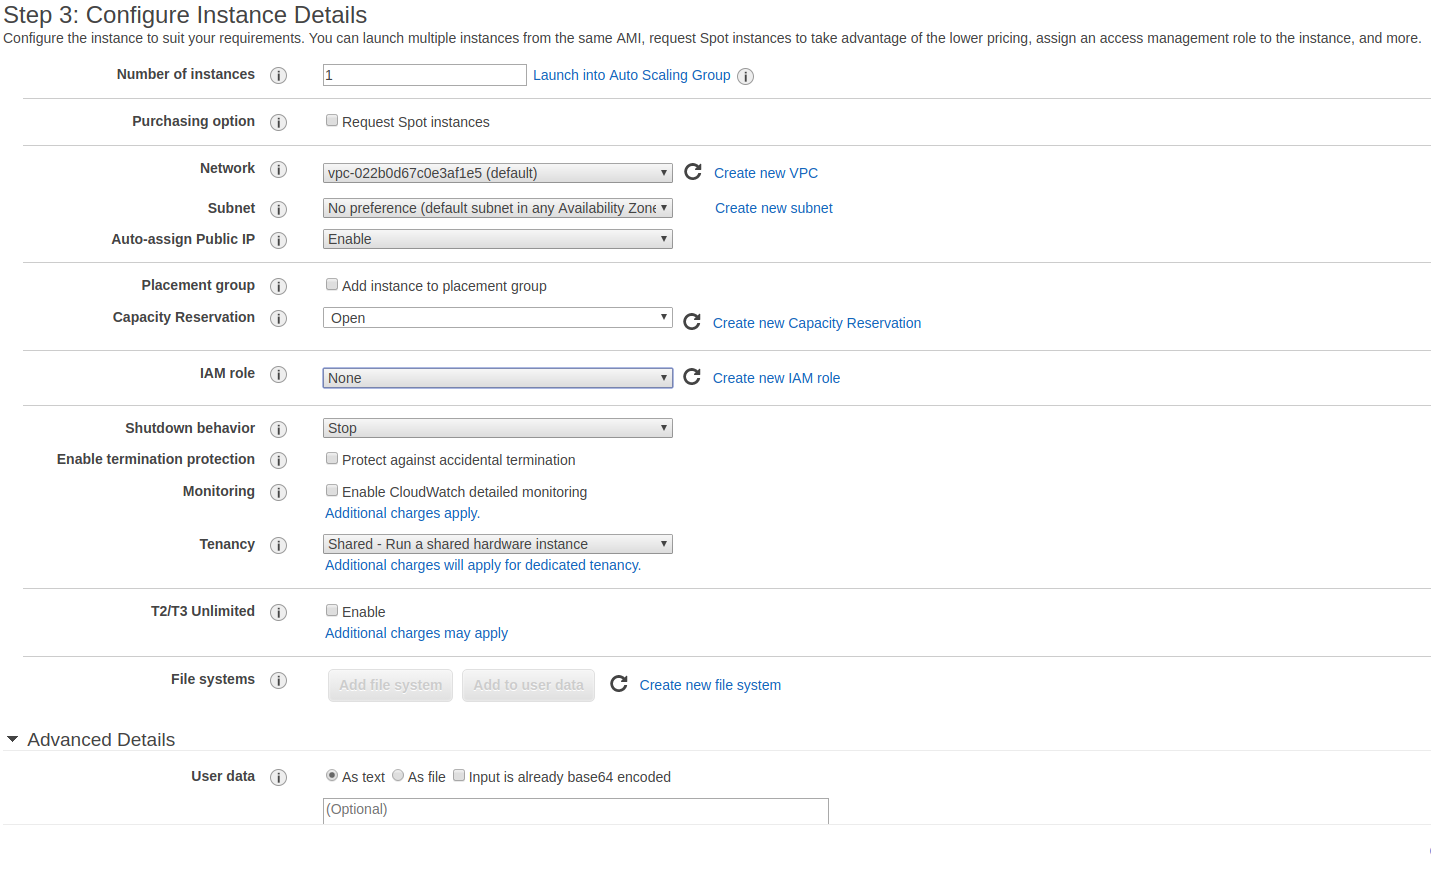 Step 3: Configure Instance Details
Configure the instance to suit your requirements. You can launch multiple instances from the same AMI, request Spot instances to take advantage of the lower pricing, assign an access management role to the instance, and more.
Number of instances 1 Launch into Auto Scaling Group
Purchasing option Request Spot instances
Network vpc-022b0d67c0e3af1e5 (default) Create new VPC
Subnet No preference (default subnet in any Availability Zone Create new subnet
Auto-assign Public IP Enable
Placement group Add instance to placement group
Capacity Reservation Open Create new Capacity Reservation
IAM role None Create new IAM role
Shutdown behavior Stop
Enable termination protection Protect against accidental termination
Monitoring Enable CloudWatch detailed monitoring
Additional charges apply.
Tenancy Shared - Run a shared hardware instance
Additional charges will apply for dedicated tenancy.
T2/T3 Unlimited Enable
Additional charges may apply
File systems Add file system Add to user data Create new file system
Advanced Details
User data As text As file Input is already base64 encoded
(Optional)